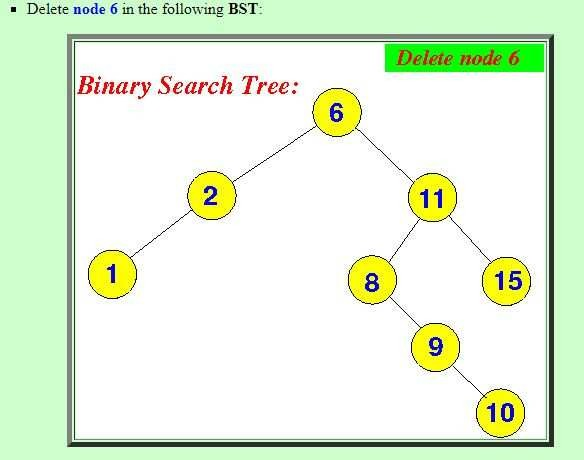 Delete node 6 in the following BST:
Delete node 6
Binary Search Tree:
6
2
11
1
8
15
9
10